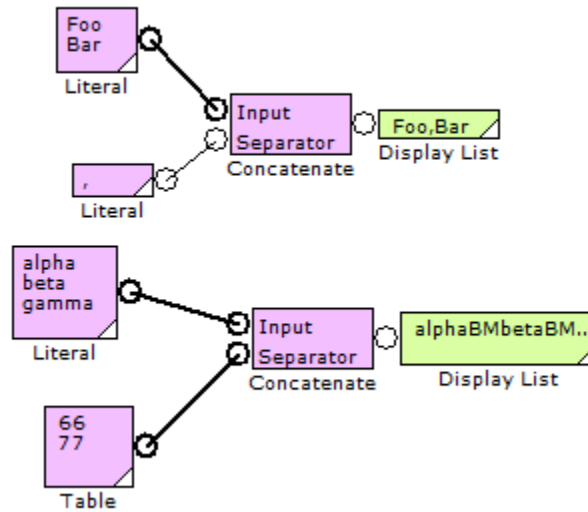 Foo
Bar
Literal
Input
Separator
Concatenate
Foo,Bar
Display List
,
Literal
alpha
beta
gamma
Literal
Input
Separator
Concatenate
alphaBMbetaBM..
Display List
66
77
Table